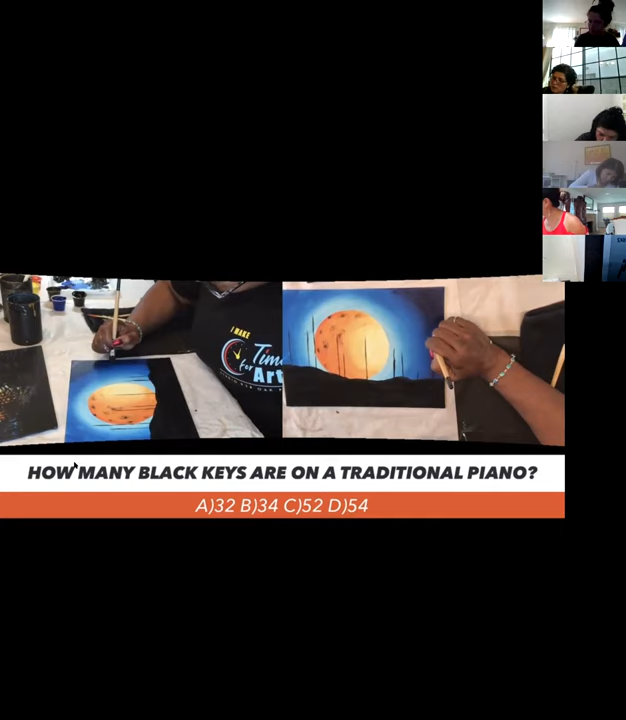 I MAKE
Time
for
Art
HOW MANY BLACK KEYS ARE ON A TRADITIONAL PIANO?
A)32 B)34 C)52 D)54